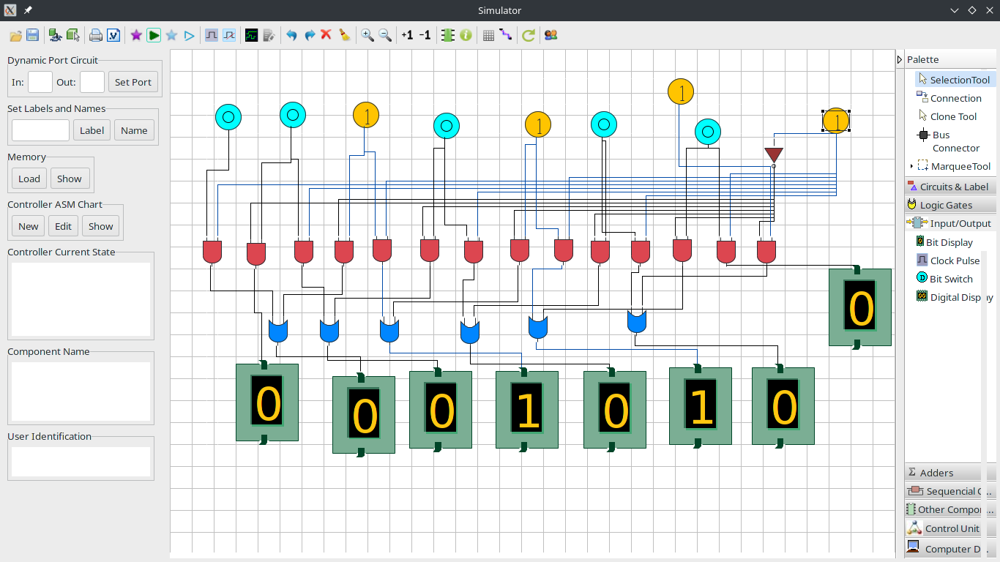 Simulator
+1 -1
Dynamic Port Circuit
In: Out: Set Port
Set Labels and Names
Label Name
Memory
Load Show
Controller ASM Chart
New Edit Show
Controller Current State
Component Name
User Identification
Palette
SelectionTool
Connection
Clone Tool
Bus
Connector
MarqueeTool
Circuits & Label
Logic Gates
Input/Output
Bit Display
Clock Pulse
Bit Switch
Digital Display
Adders
Sequential C...
Other Compon...
Control Unit
Computer D...
1
0 0 1 0 1 0 0 1
0
0 0 0 1 0 1 0